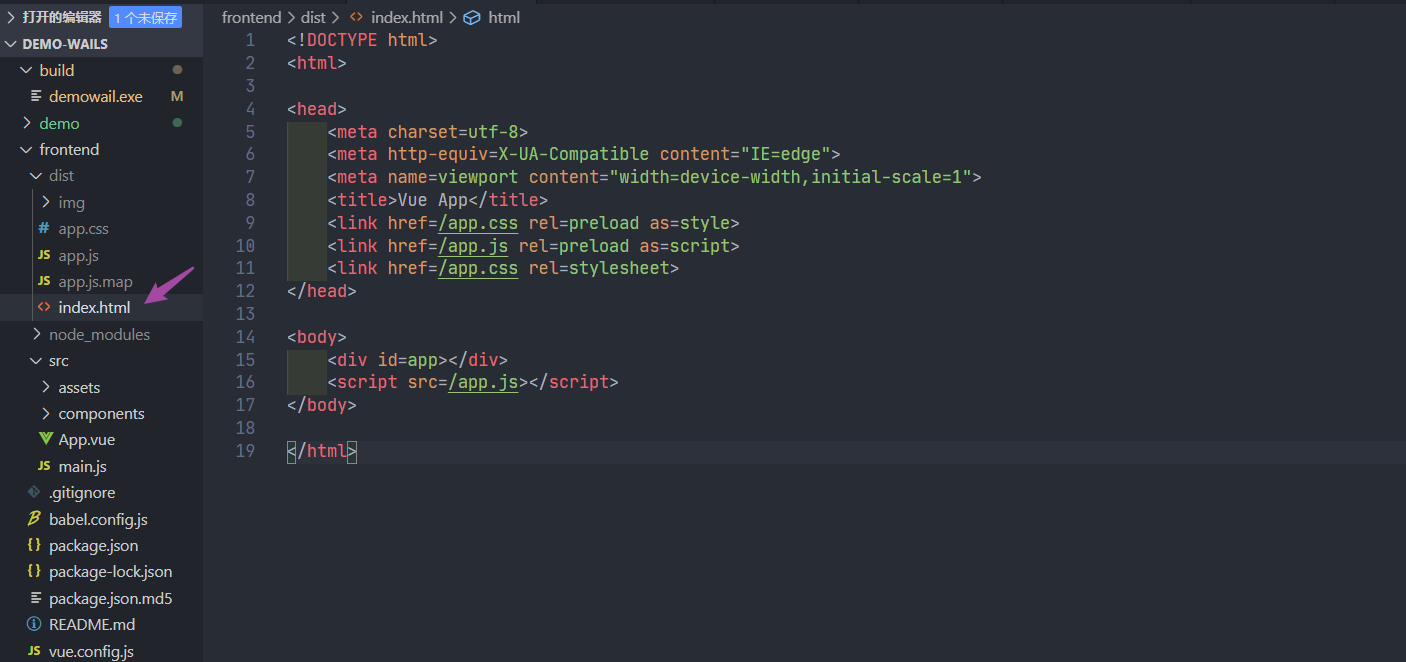 打开的编辑器 1 个未保存
DEMO-WAILS
build
demowail.exe M
demo
frontend
dist
img
# app.css
JS app.js
JS app.js.map
<> index.html
node_modules
src
assets
components
App.vue
JS main.js
.gitignore
babel.config.js
{} package.json
{} package-lock.json
package.json.md5
README.md
JS vue.config.js
frontend > dist > <> index.html > html
1 <!DOCTYPE html>
2 <html>
3
4 <head>
5 <meta charset=utf-8>
6 <meta http-equiv=X-UA-Compatible content="IE=edge">
7 <meta name=viewport content="width=device-width,initial-scale=1">
8 <title>Vue App</title>
9 <link href=/app.css rel=preload as=style>
10 <link href=/app.js rel=preload as=script>
11 <link href=/app.css rel=stylesheet>
12 </head>
13
14 <body>
15 <div id=app></div>
16 <script src=/app.js></script>
17 </body>
18
19 </html>